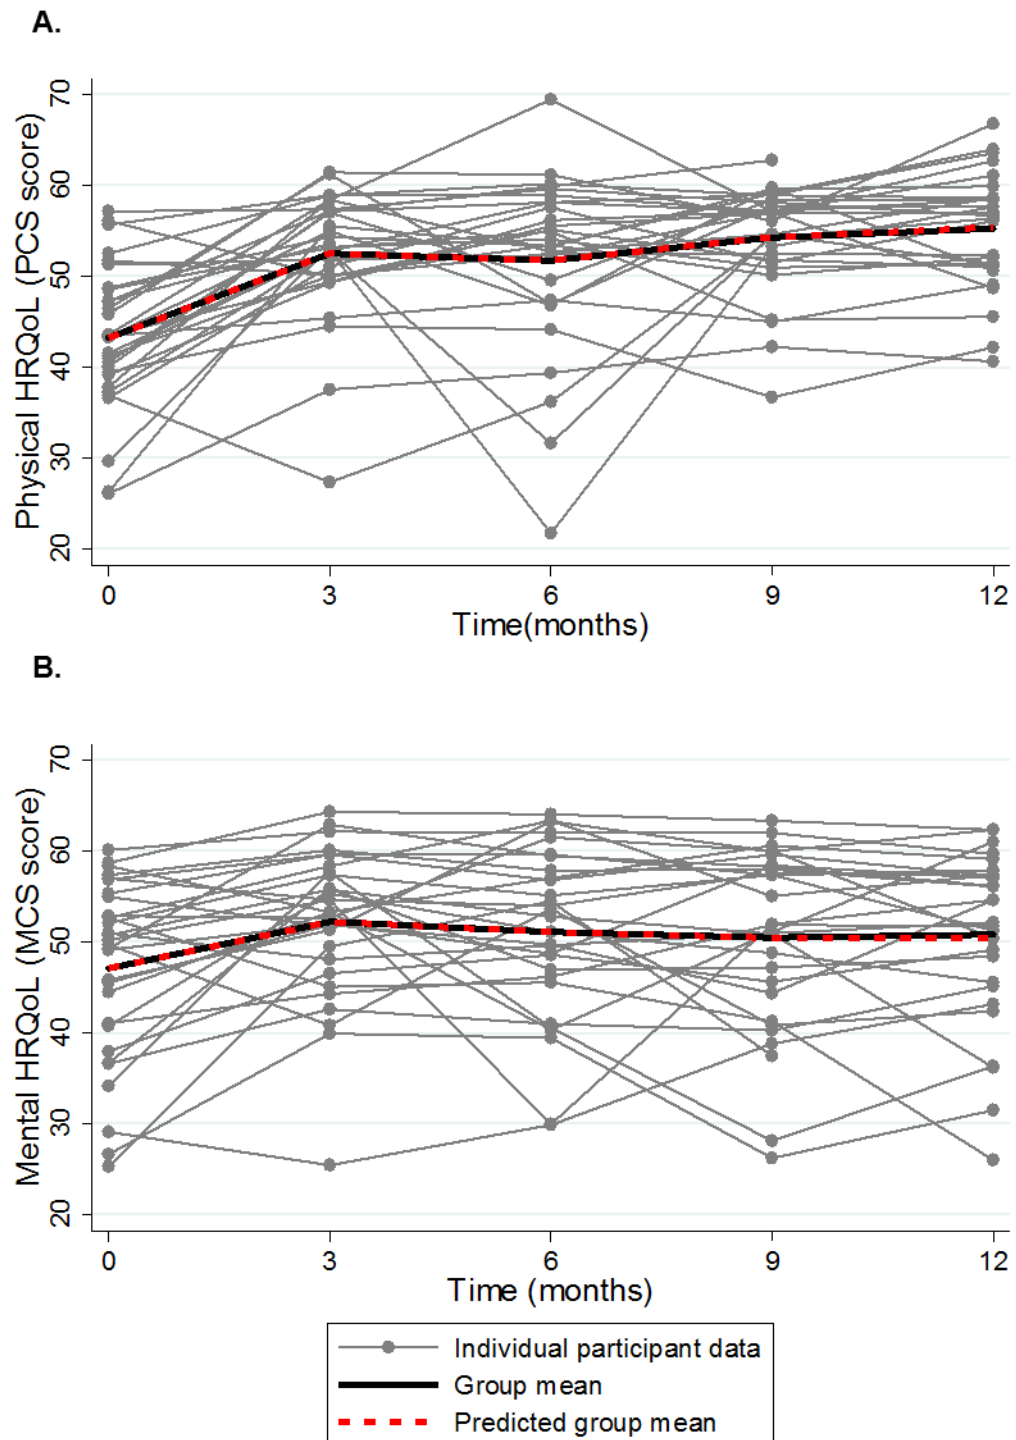 A.
Physical HRQoL (PCS score)
70
60
50
40
30
20
0 3 6 9 12
Time(months)
B.
Mental HRQoL (MCS score)
70
60
50
40
30
20
0 3 6 9 12
Time (months)
Individual participant data
Group mean
Predicted group mean